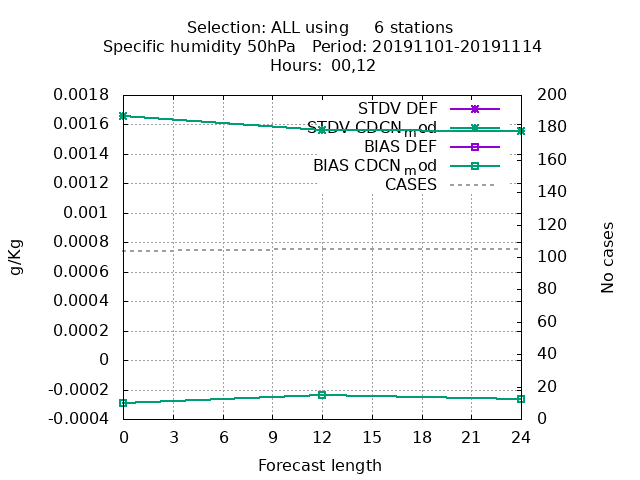 Selection: ALL using     6 stations
Specific humidity 50hPa   Period: 20191101-20191114
Hours:  00,12
0.0018
0.0016
0.0014
0.0012
0.001
0.0008
0.0006
0.0004
0.0002
0
-0.0002
-0.0004
g/Kg
STDV DEF
STDV CDCNmod
BIAS DEF
BIAS CDCNmod
CASES
200
180
160
140
120
100
80
60
40
20
0
No cases
0 3 6 9 12 15 18 21 24
Forecast length